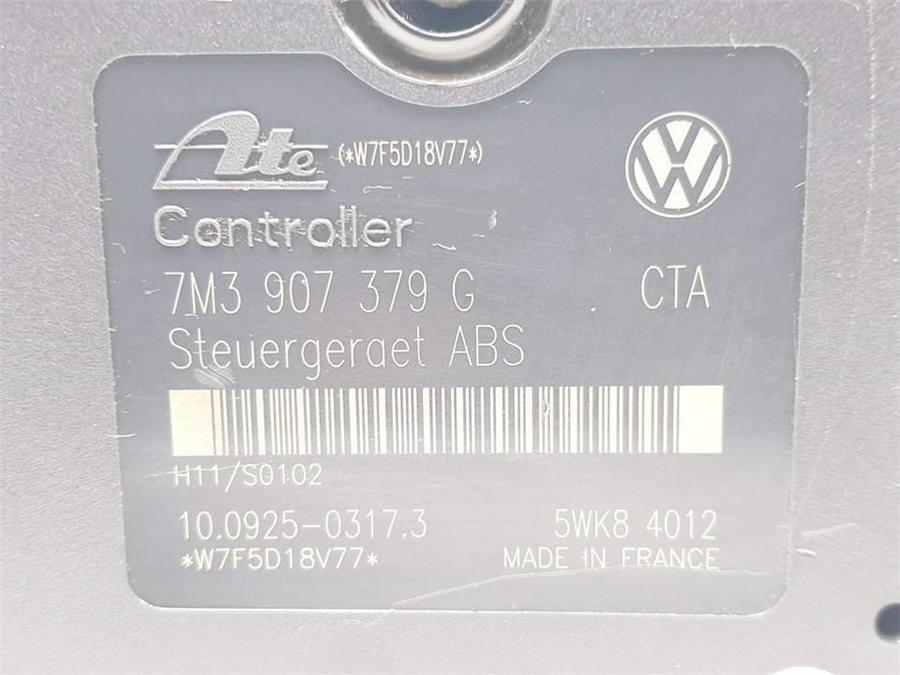 Ate (*W7F5D18V77*)
VW
Controller
7M3 907 379 G CTA
Steuergeraet ABS
H11/S0102
10.0925-0317.3 5WK8 4012
*W7F5D18V77* MADE IN FRANCE